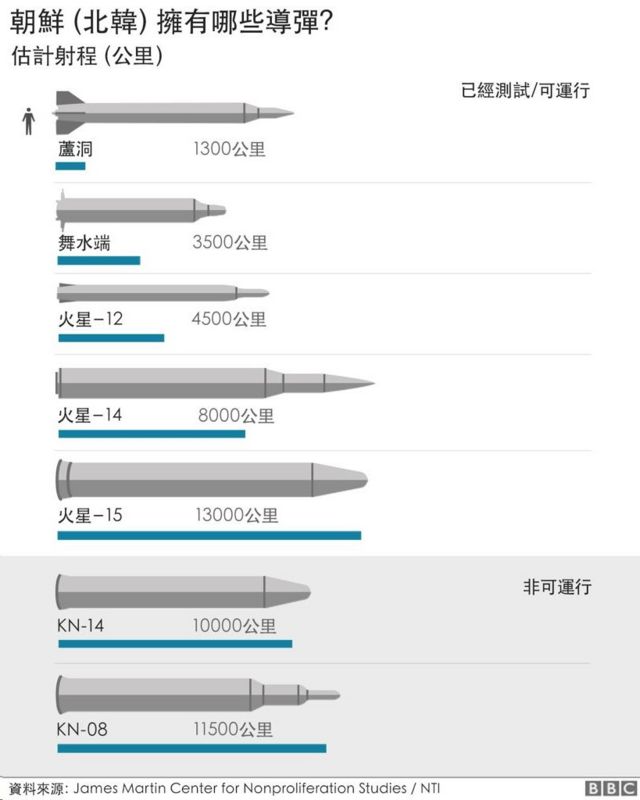 朝鮮 (北韓) 擁有哪些導彈?
估計射程 (公里)
已經測試/可運行
蘆洞 1300公里
舞水端 3500公里
火星-12 4500公里
火星-14 8000公里
火星-15 13000公里
非可運行
KN-14 10000公里
KN-08 11500公里
資料來源: James Martin Center for Nonproliferation Studies / NTI
BBC